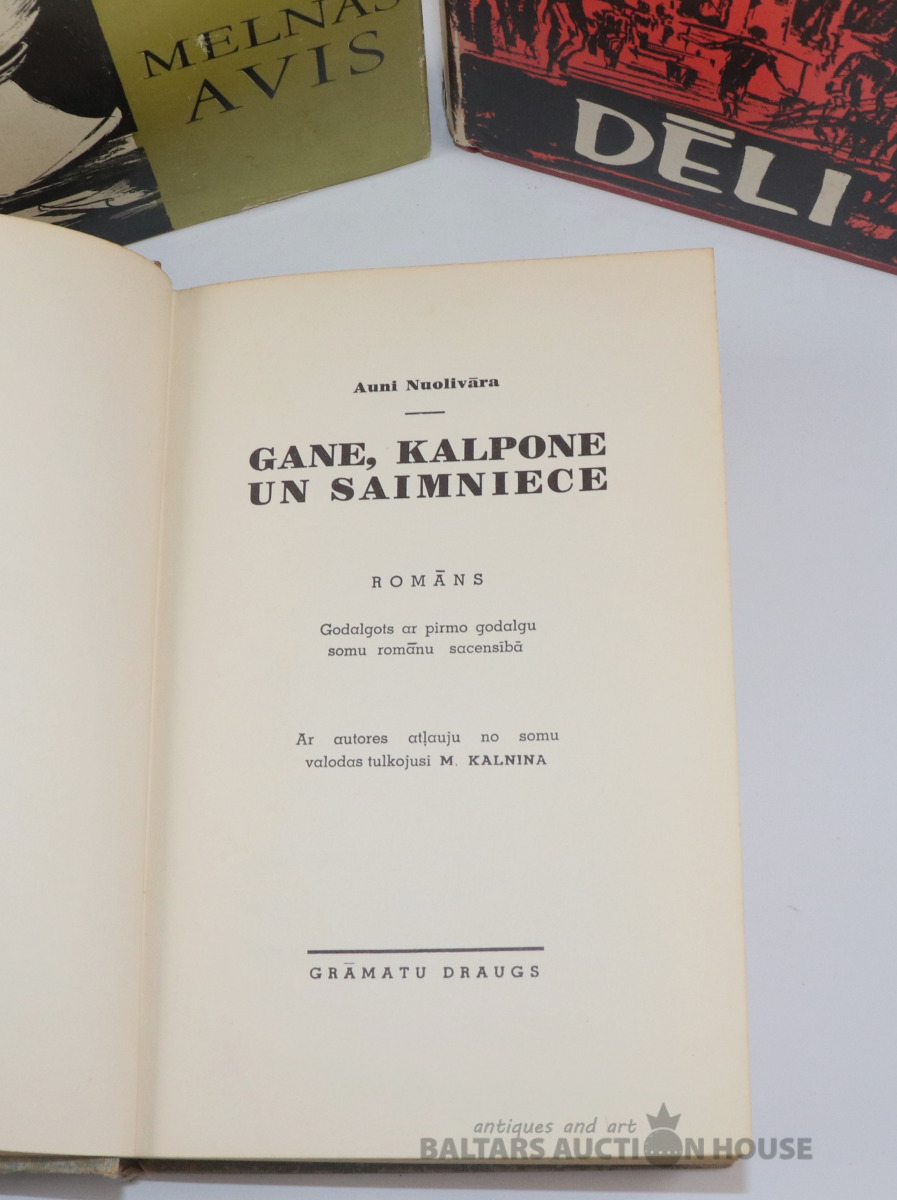 MELNAS
AVIS
DĒLI
Auni Nuolivāra
GANE, KALPONE
UN SAIMNIECE
ROMĀNS
Godalgots ar pirmo godalgu
somu romānu sacensībā
Ar autores atļauju no somu
valodas tulkojusi M. KALNINA
GRĀMATU DRAUGS
antiques and art
BALTARS AUCTION HOUSE